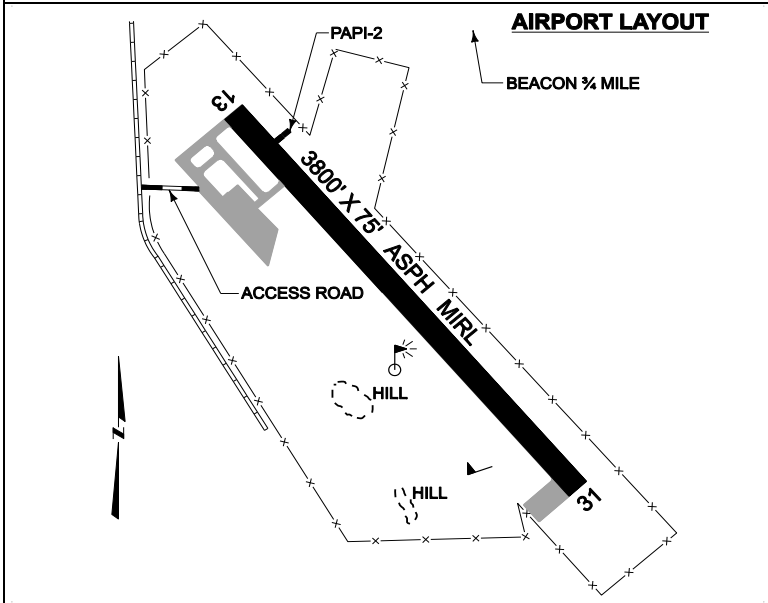 AIRPORT LAYOUT
PAPI-2
BEACON ¾ MILE
13
3800' X 75' ASPH MIRL
ACCESS ROAD
HILL
N
HILL
31